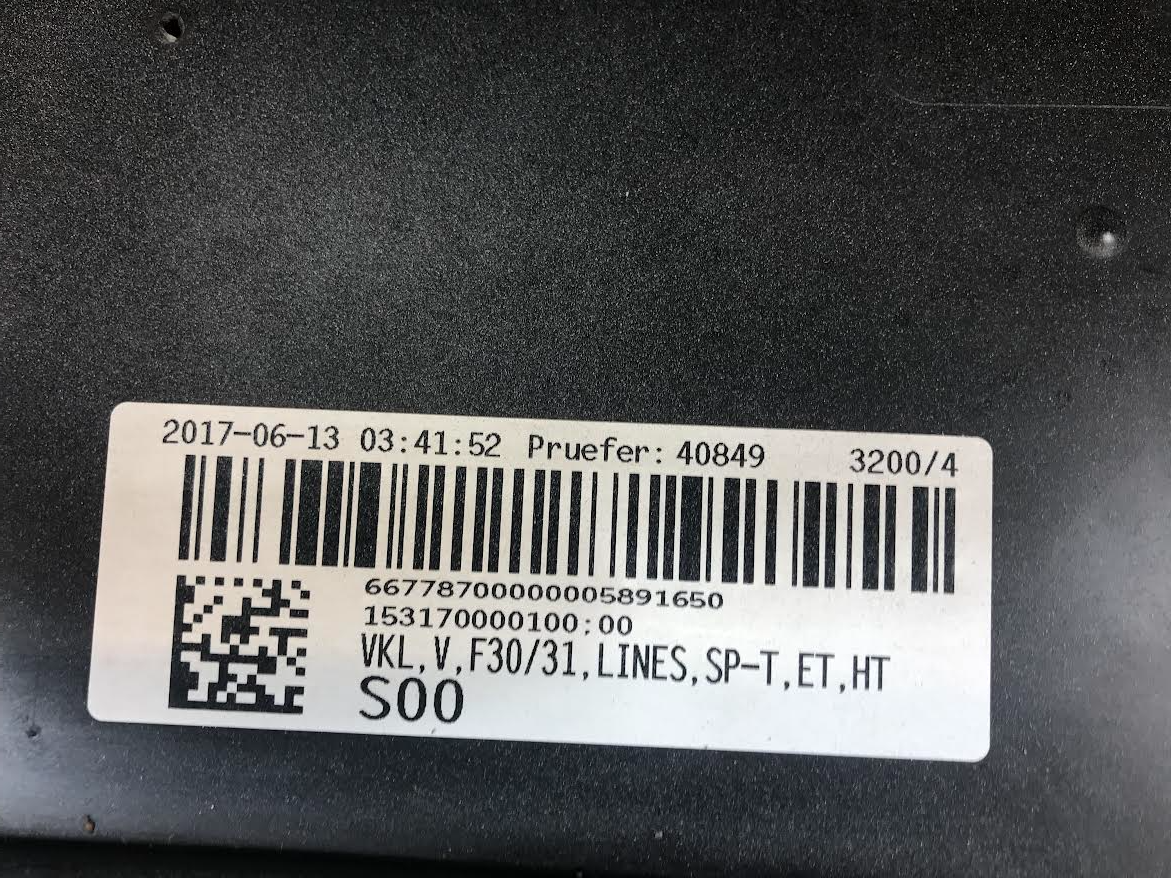 2017-06-13 03:41:52 Pruefer: 40849 3200/4
66778700000005891650
153170000100;00
VKL,V,F30/31,LINES,SP-T,ET,HT
S00